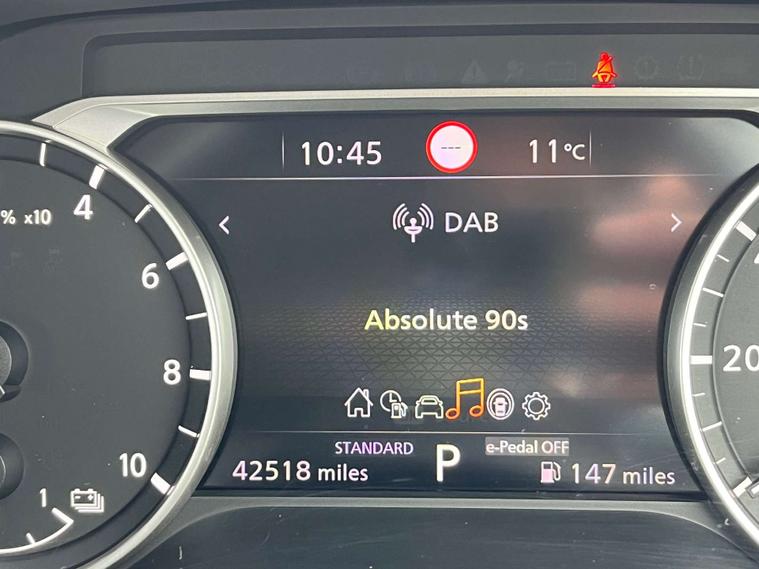 10:45 --- 11°C
DAB
% x10
4
6
Absolute 90s
8
20
10
STANDARD P e-Pedal OFF
42518 miles 147 miles
1